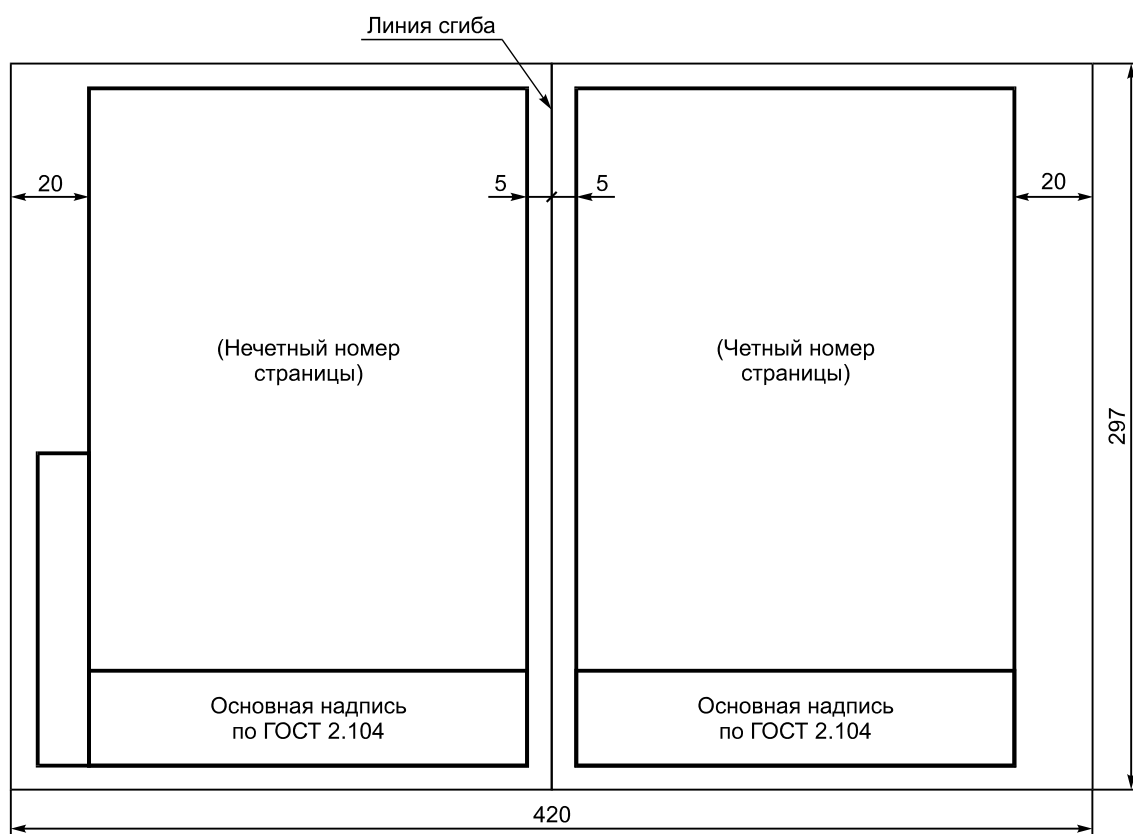 Линия сгиба
20
5
5
20
(Нечетный номер
страницы)
(Четный номер
страницы)
297
Основная надпись
по ГОСТ 2.104
Основная надпись
по ГОСТ 2.104
420